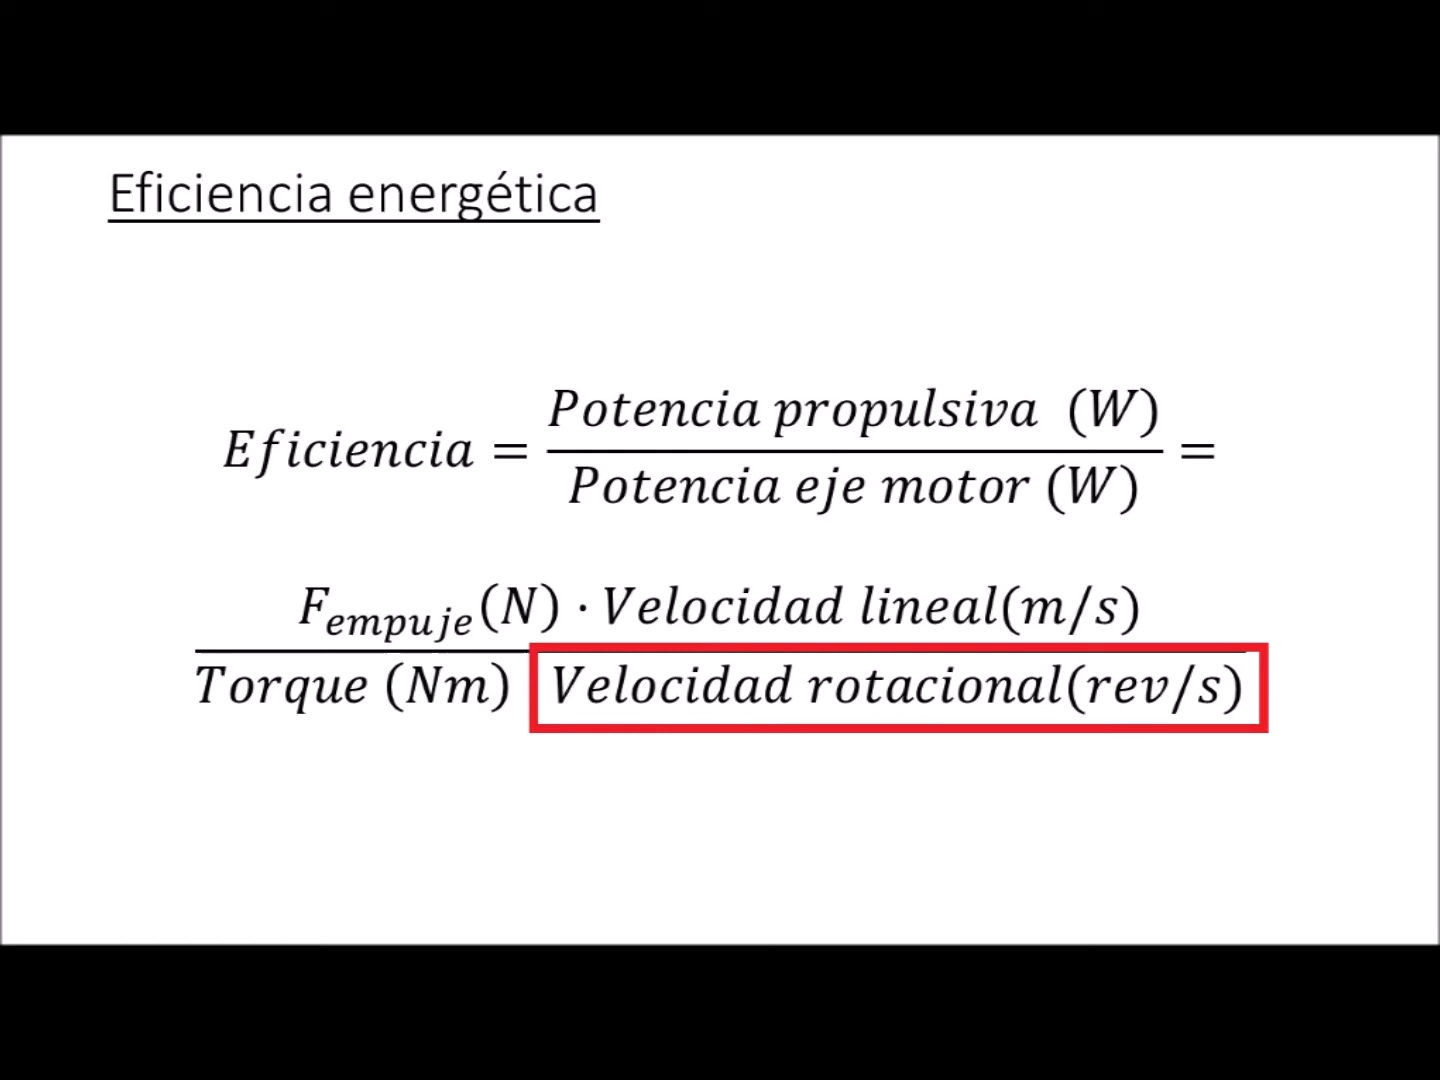 Eficiencia energética
Eficiencia = Potencia propulsiva (W) / Potencia eje motor (W) =
F_empuje(N) · Velocidad lineal(m/s)
Torque (Nm) Velocidad rotacional(rev/s)